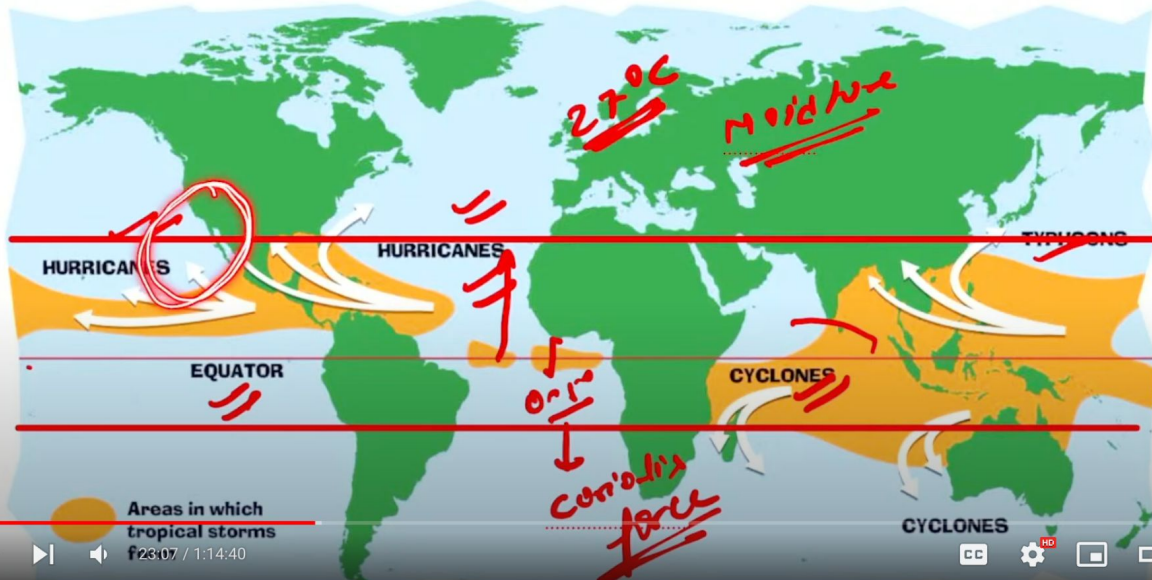 27°C
Moisture
HURRICANES
TYPHOONS
HURRICANES
EQUATOR
CYCLONES
Coriolis
force
Areas in which
tropical storms
CYCLONES
23:07 / 1:14:40
CC
HD